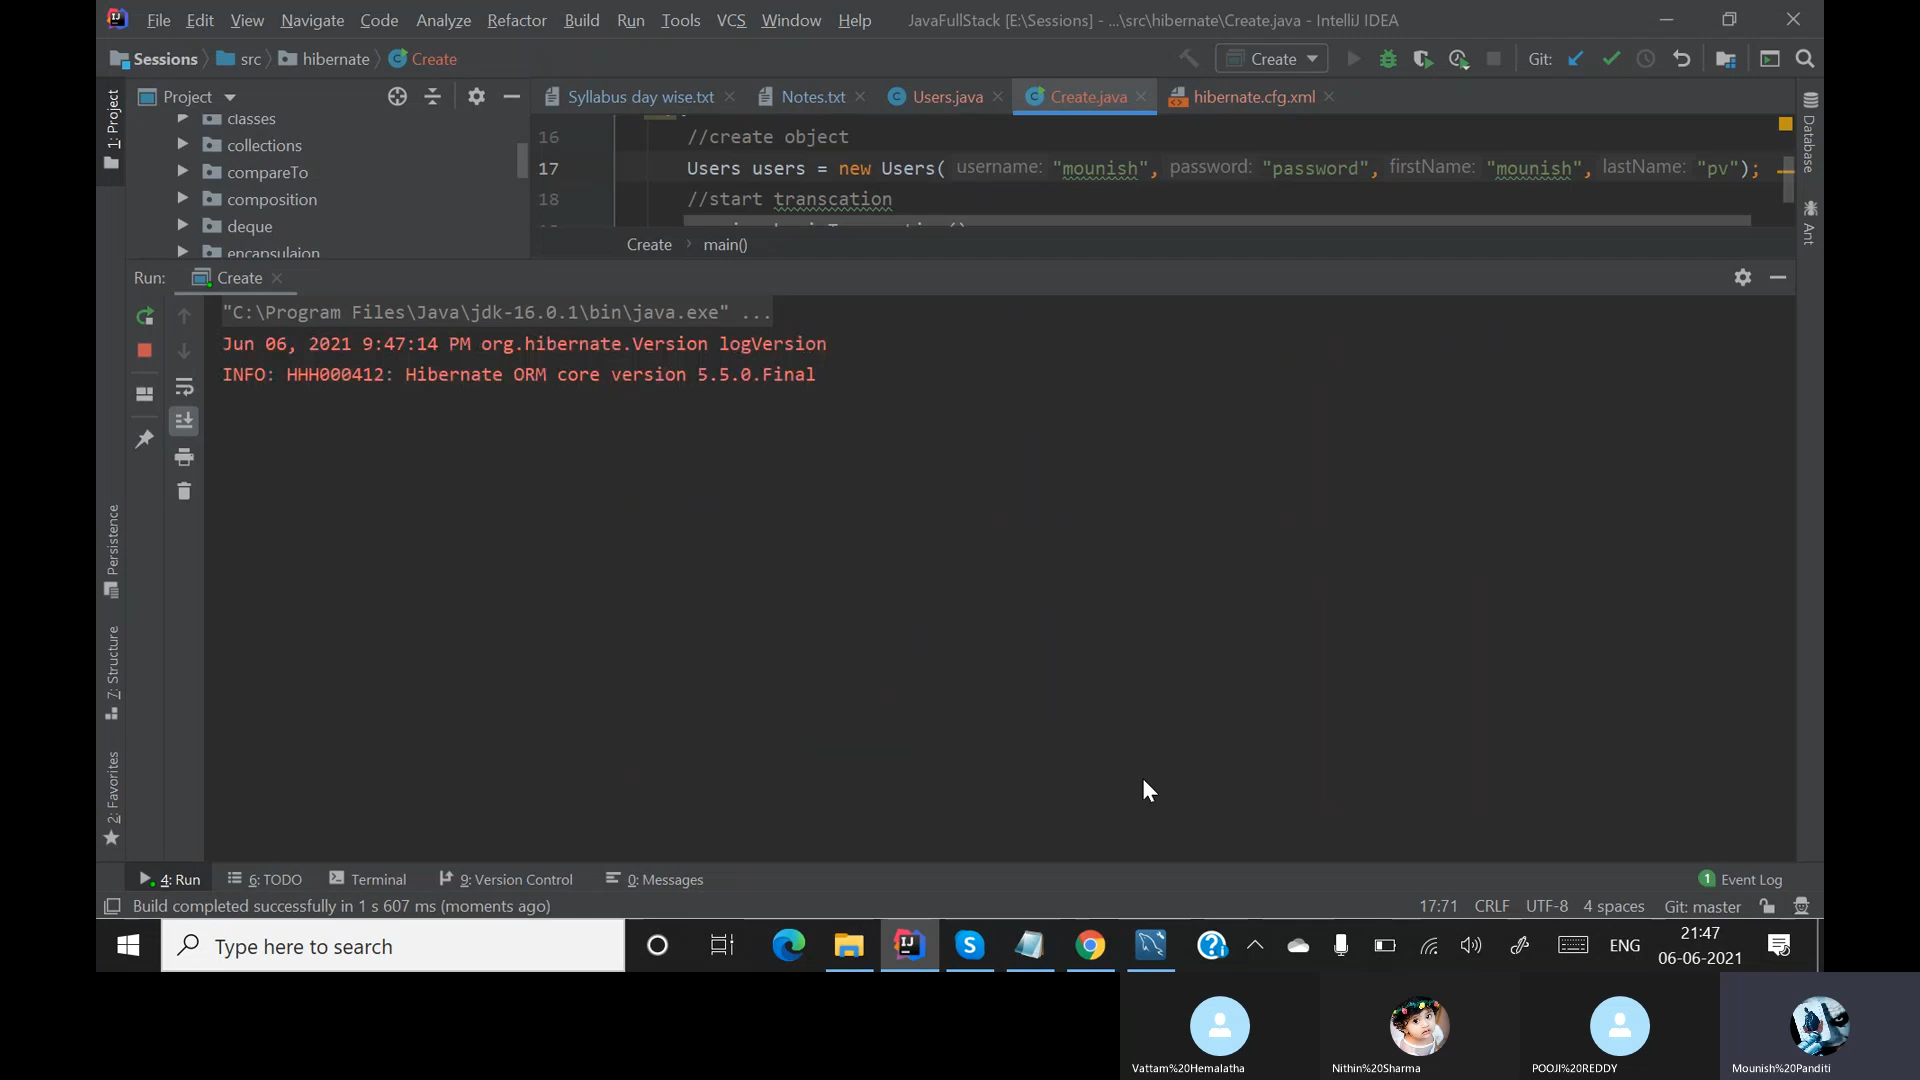 File Edit View Navigate Code Analyze Refactor Build Run Tools VCS Window Help JavaFullStack [E:\Sessions] - ...\src\hibernate\Create.java - IntelliJ IDEA
Sessions src hibernate Create Create Git:
1: Project
Project
Syllabus day wise.txt Notes.txt Users.java Create.java hibernate.cfg.xml
classes
collections
compareTo
composition
deque
encapsulaion
16 //create object
17 Users users = new Users( username: "mounish", password: "password", firstName: "mounish", lastName: "pv");
18 //start transcation
Create main()
Database
Ant
Run: Create
"C:\Program Files\Java\jdk-16.0.1\bin\java.exe" ...
Jun 06, 2021 9:47:14 PM org.hibernate.Version logVersion
INFO: HHH000412: Hibernate ORM core version 5.5.0.Final
Persistence
7: Structure
2: Favorites
4: Run 6: TODO Terminal 9: Version Control 0: Messages 1 Event Log
Build completed successfully in 1 s 607 ms (moments ago) 17:71 CRLF UTF-8 4 spaces Git: master
Type here to search ENG 21:47
06-06-2021
Vattam%20Hemalatha Nithin%20Sharma POOJI%20REDDY Mounish%20Panditi